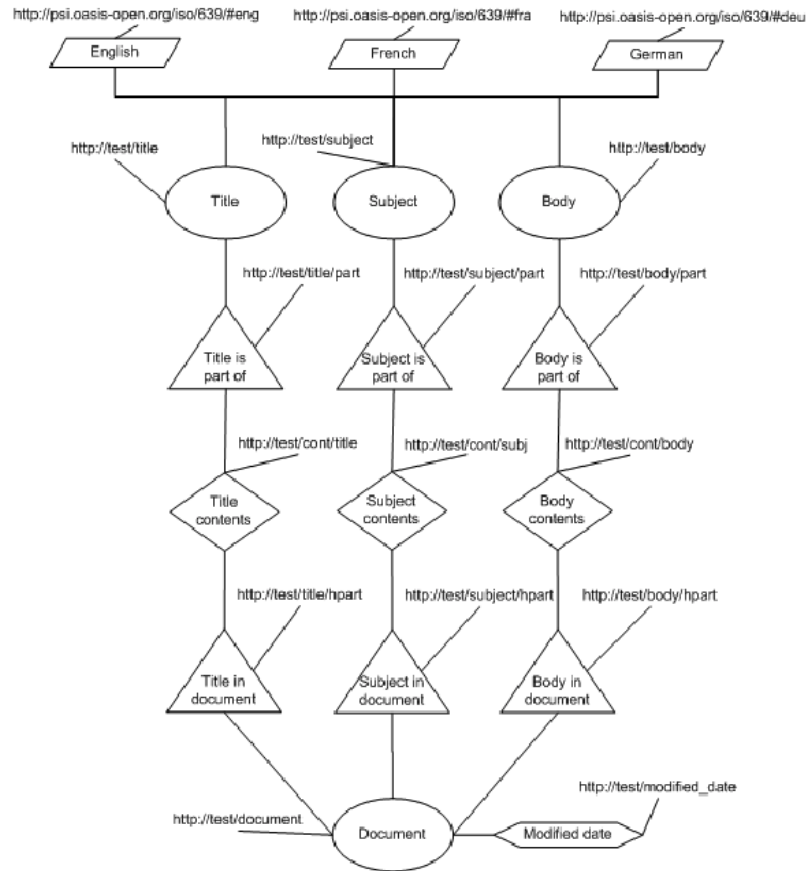 http://psi.oasis-open.org/iso/639/#eng
http://psi.oasis-open.org/iso/639/#fra
http://psi.oasis-open.org/iso/639/#deu
English
French
German
http://test/title
http://test/subject
http://test/body
Title
Subject
Body
http://test/title/part
http://test/subject/part
http://test/body/part
Title is
part of
Subject is
part of
Body is
part of
http://test/cont/title
http://test/cont/subj
http://test/cont/body
Title
contents
Subject
contents
Body
contents
http://test/title/hpart
http://test/subject/hpart
http://test/body/hpart
Title in
document
Subject in
document
Body in
document
http://test/modified_date
http://test/document
Document
Modified date